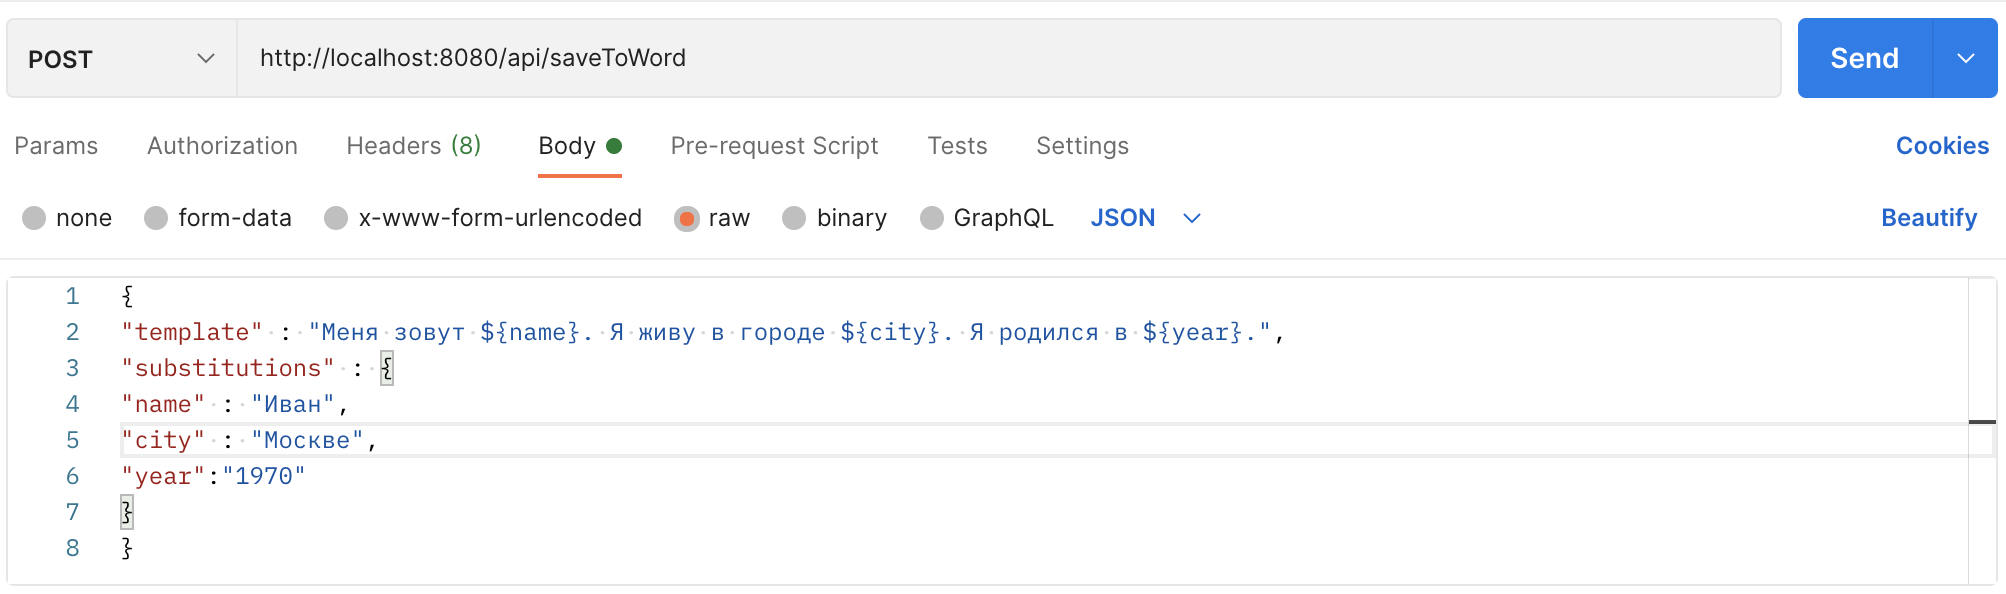 POST http://localhost:8080/api/saveToWord Send
Params Authorization Headers (8) Body Pre-request Script Tests Settings Cookies
none form-data x-www-form-urlencoded raw binary GraphQL JSON Beautify
1 {
2 "template" : "Меня зовут ${name}. Я живу в городе ${city}. Я родился в ${year}.",
3 "substitutions" : {
4 "name" : "Иван",
5 "city" : "Москве",
6 "year":"1970"
7 }
8 }